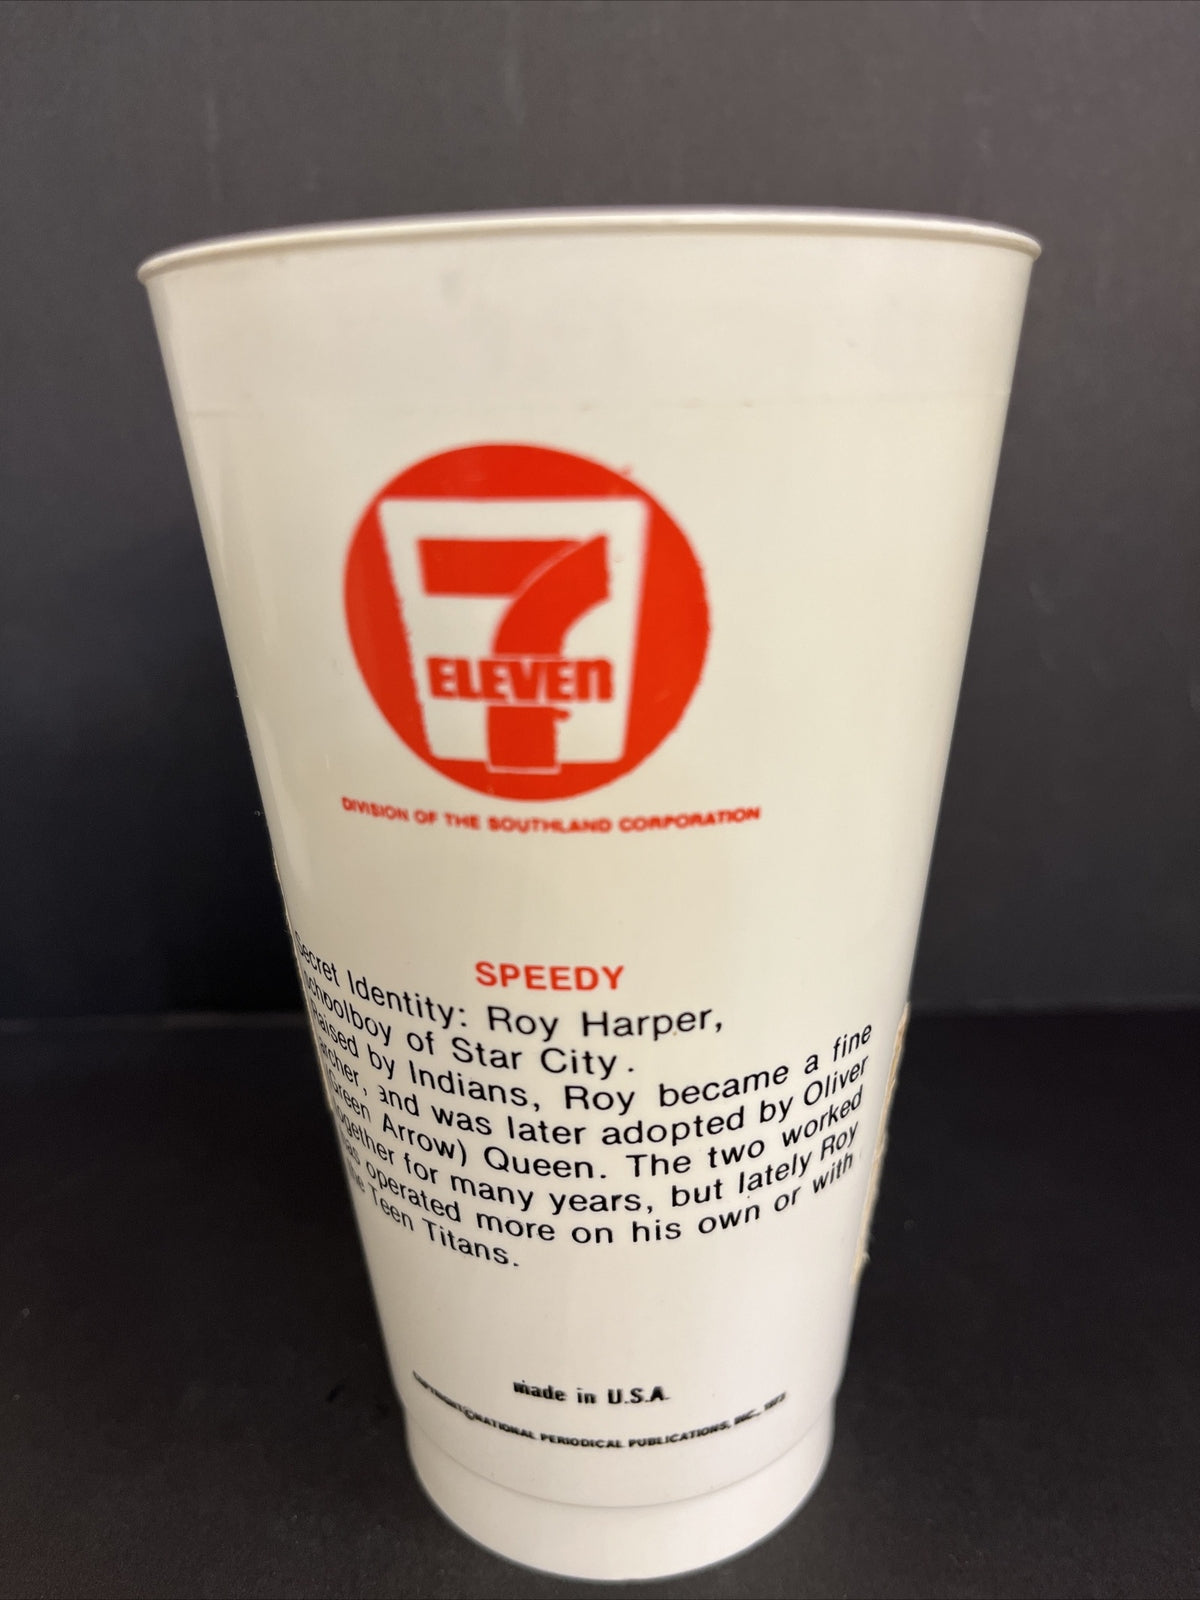 7
ELEVEn
DIVISION OF THE SOUTHLAND CORPORATION
SPEEDY
Secret Identity: Roy Harper,
schoolboy of Star City.
Raised by Indians, Roy became a fine
archer, and was later adopted by Oliver
(Green Arrow) Queen. The two worked
together for many years, but lately Roy
has operated more on his own or with
the Teen Titans.
made in U.S.A.
COPYRIGHT © NATIONAL PERIODICAL PUBLICATIONS, INC., 1973